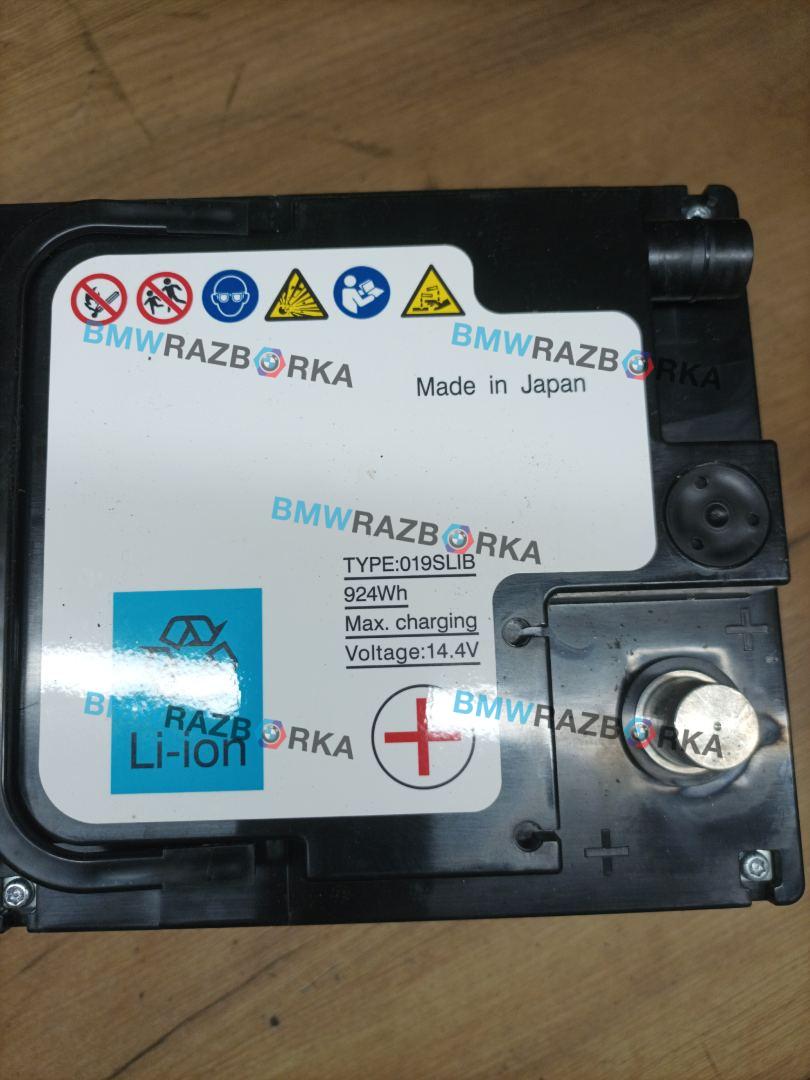 BMWRAZBORKA
BMWRAZBORKA
Made in Japan
BMWRAZBORKA
TYPE:019SLIB
924Wh
Max. charging
Voltage:14.4V
BMWRAZBORKA
BMWRAZBORKA
Li-ion